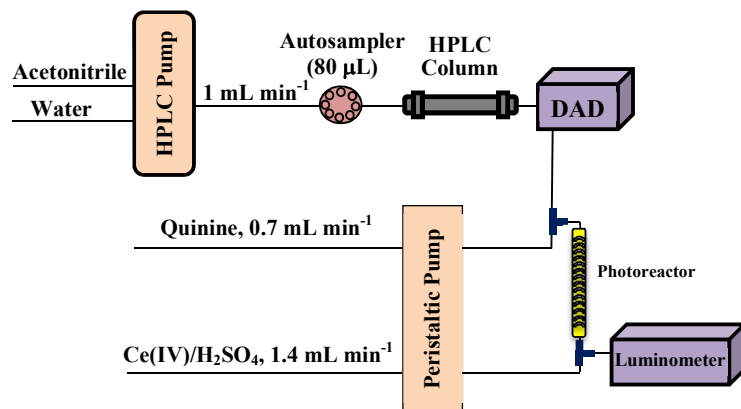 Acetonitrile
Water
HPLC Pump
1 mL min⁻¹
Autosampler
(80 µL)
HPLC
Column
DAD
Quinine, 0.7 mL min⁻¹
Peristaltic Pump
Photoreactor
Ce(IV)/H₂SO₄, 1.4 mL min⁻¹
Luminometer